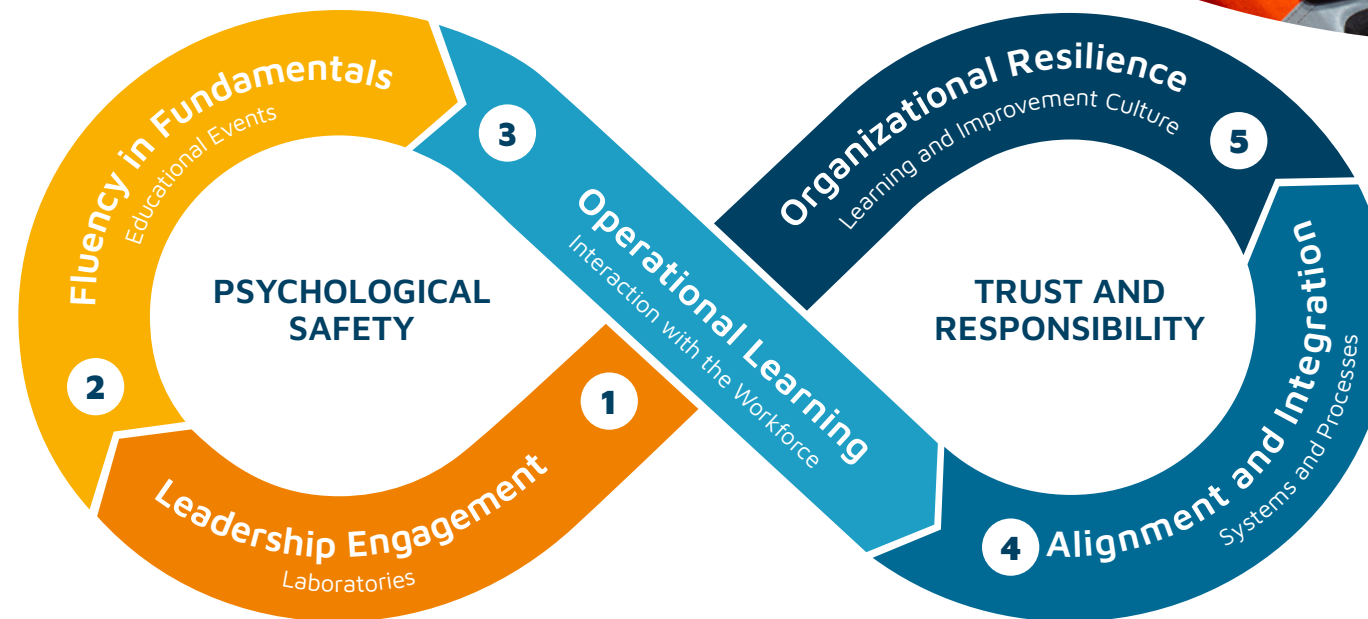 1
Leadership Engagement
Laboratories
2
Fluency in Fundamentals
Educational Events
PSYCHOLOGICAL
SAFETY
3
Operational Learning
Interaction with the Workforce
4
Alignment and Integration
Systems and Processes
TRUST AND
RESPONSIBILITY
5
Organizational Resilience
Learning and Improvement Culture